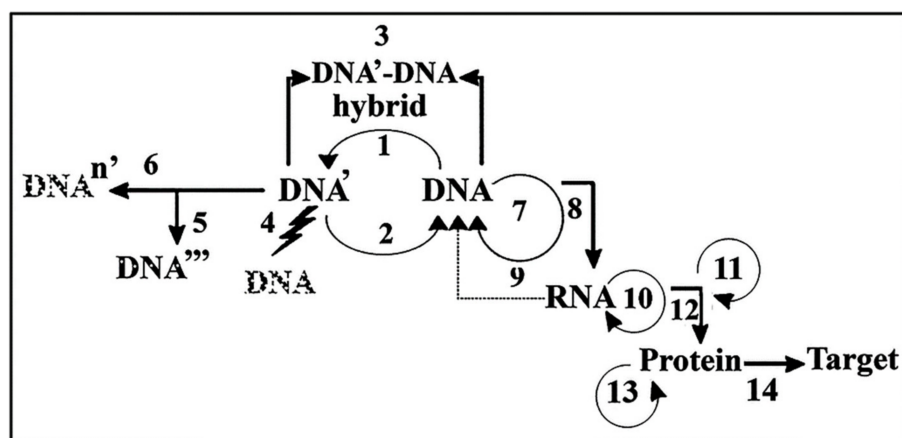 3
DNA'-DNA
hybrid
1
DNA n' 6 DNA' DNA 7 8
5 4 2
DNA''' DNA 9 11
RNA 10 12
Protein Target
13 14